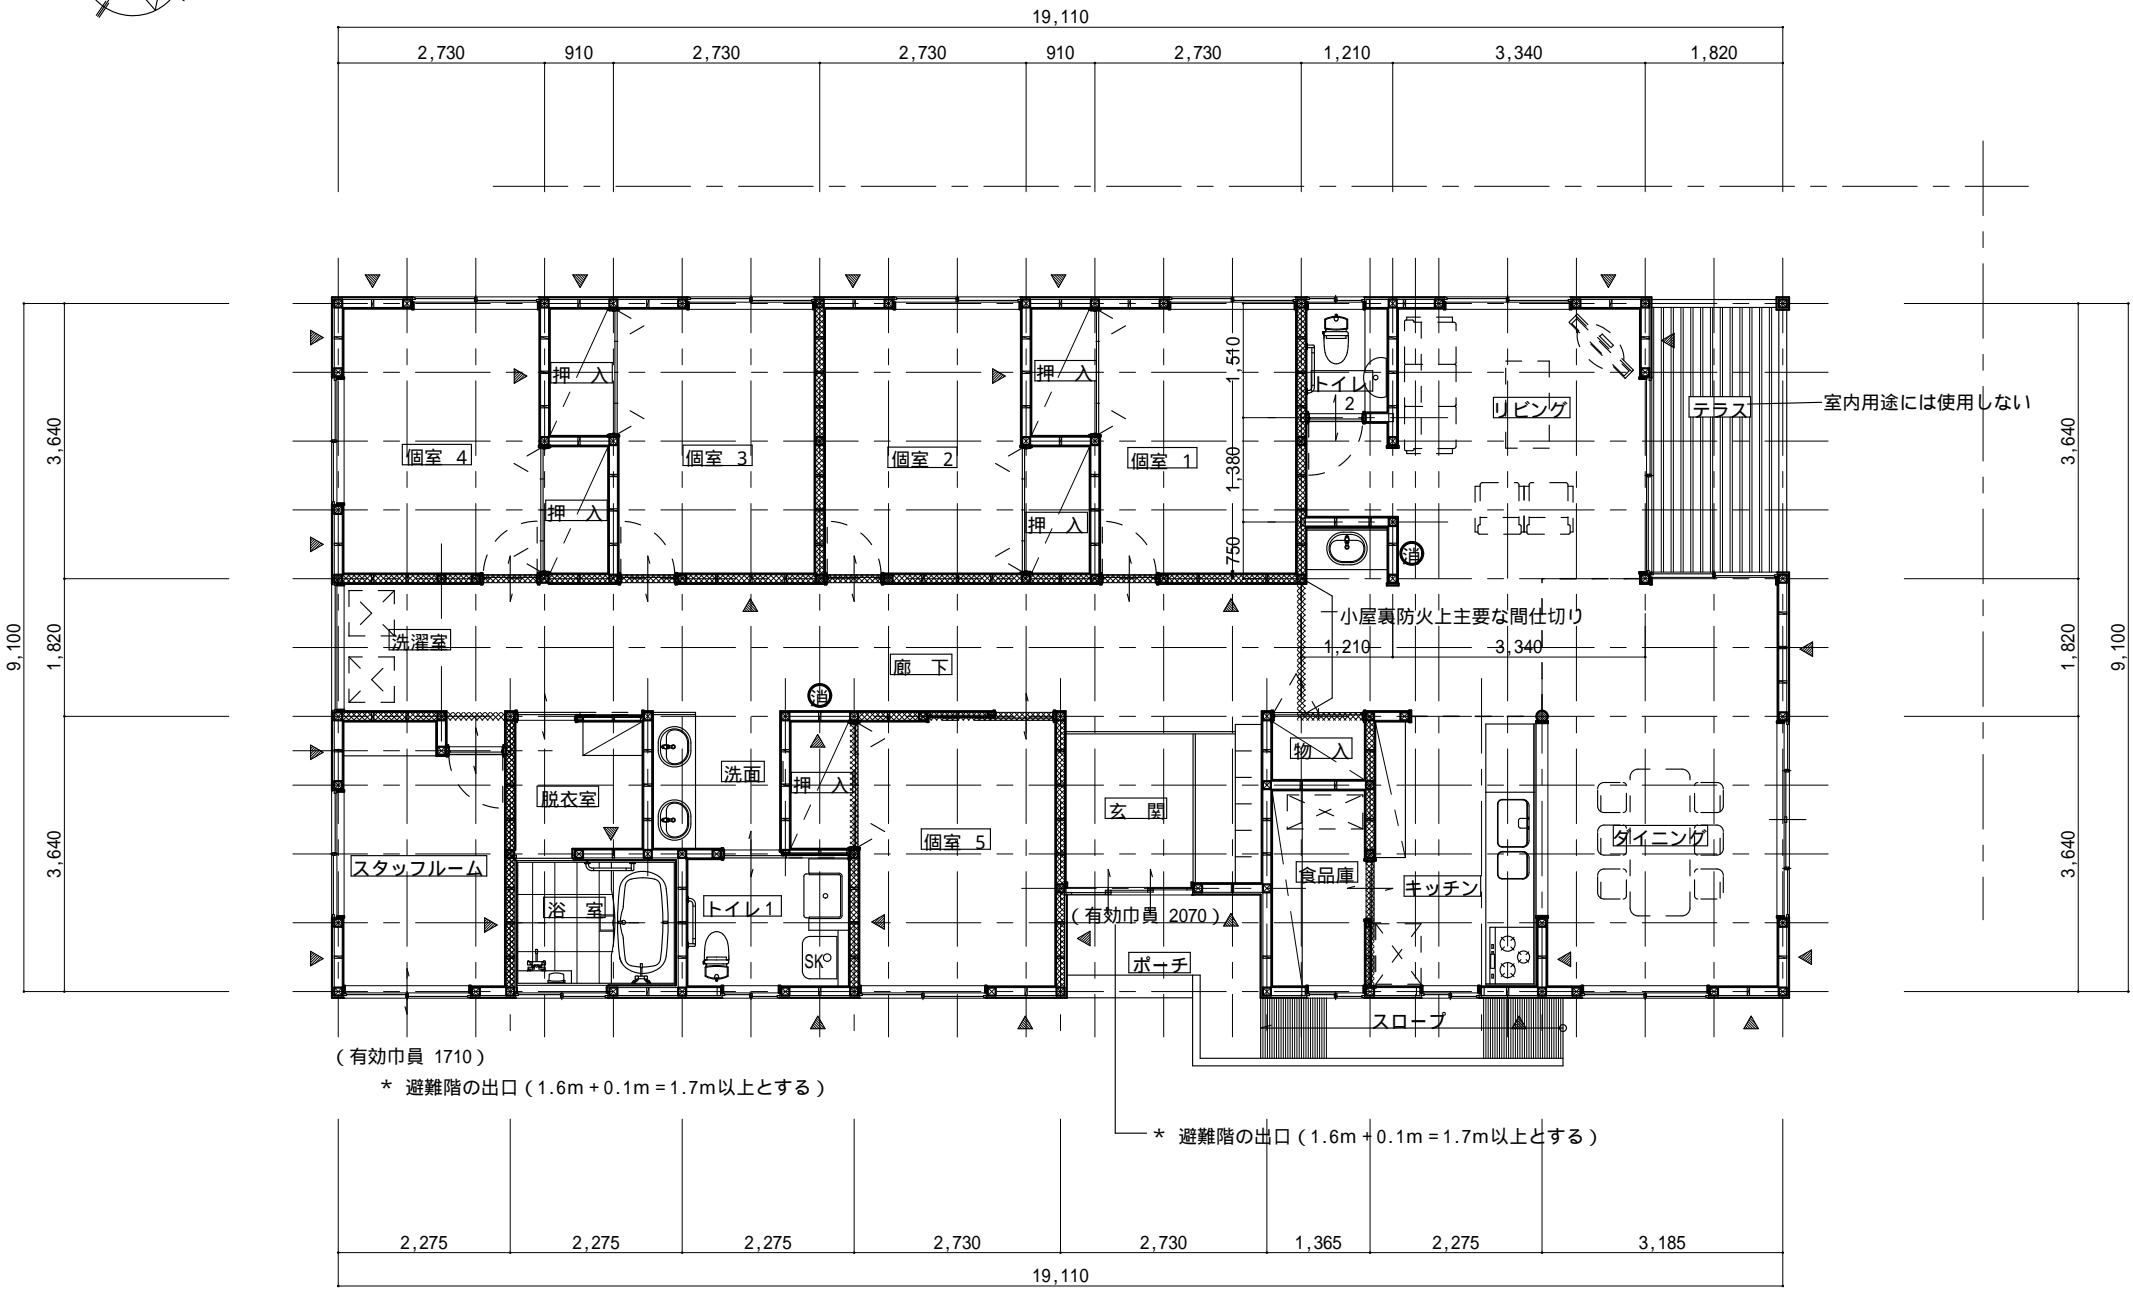 19,110
2,730 910 2,730 2,730 910 2,730 1,210 3,340 1,820
3,640
1,820
3,640
9,100
3,640
1,820
3,640
9,100
押 入
押 入
1,510
トイレ
2
リビング
テラス
室内用途には使用しない
個室 4
個室 3
個室 2
個室 1
1,380
押 入
押 入
750
消
小屋裏防火上主要な間仕切り
1,210 3,340
洗濯室
廊 下
消
物 入
洗面
押 入
脱衣室
玄 関
個室 5
ダイニング
スタッフルーム
食品庫
キッチン
浴 室
トイレ1
(有効巾員 2070)
SK
ポーチ
スロープ
(有効巾員 1710)
* 避難階の出口(1.6m+0.1m=1.7m以上とする)
* 避難階の出口(1.6m+0.1m=1.7m以上とする)
2,275 2,275 2,275 2,730 2,730 1,365 2,275 3,185
19,110